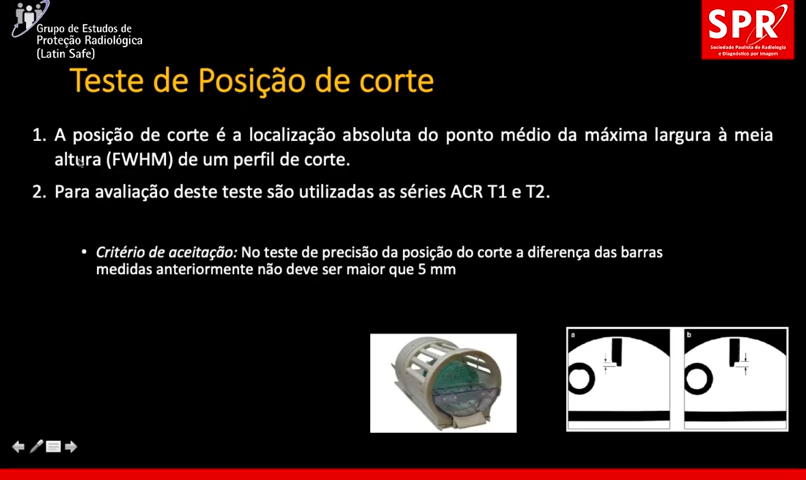 Grupo de Estudos de
Proteção Radiológica
(Latin Safe)
SPR
Sociedade Paulista de Radiologia
e Diagnóstico por Imagem
Teste de Posição de corte
1. A posição de corte é a localização absoluta do ponto médio da máxima largura à meia
altura (FWHM) de um perfil de corte.
2. Para avaliação deste teste são utilizadas as séries ACR T1 e T2.
• Critério de aceitação: No teste de precisão da posição do corte a diferença das barras
medidas anteriormente não deve ser maior que 5 mm
a
b